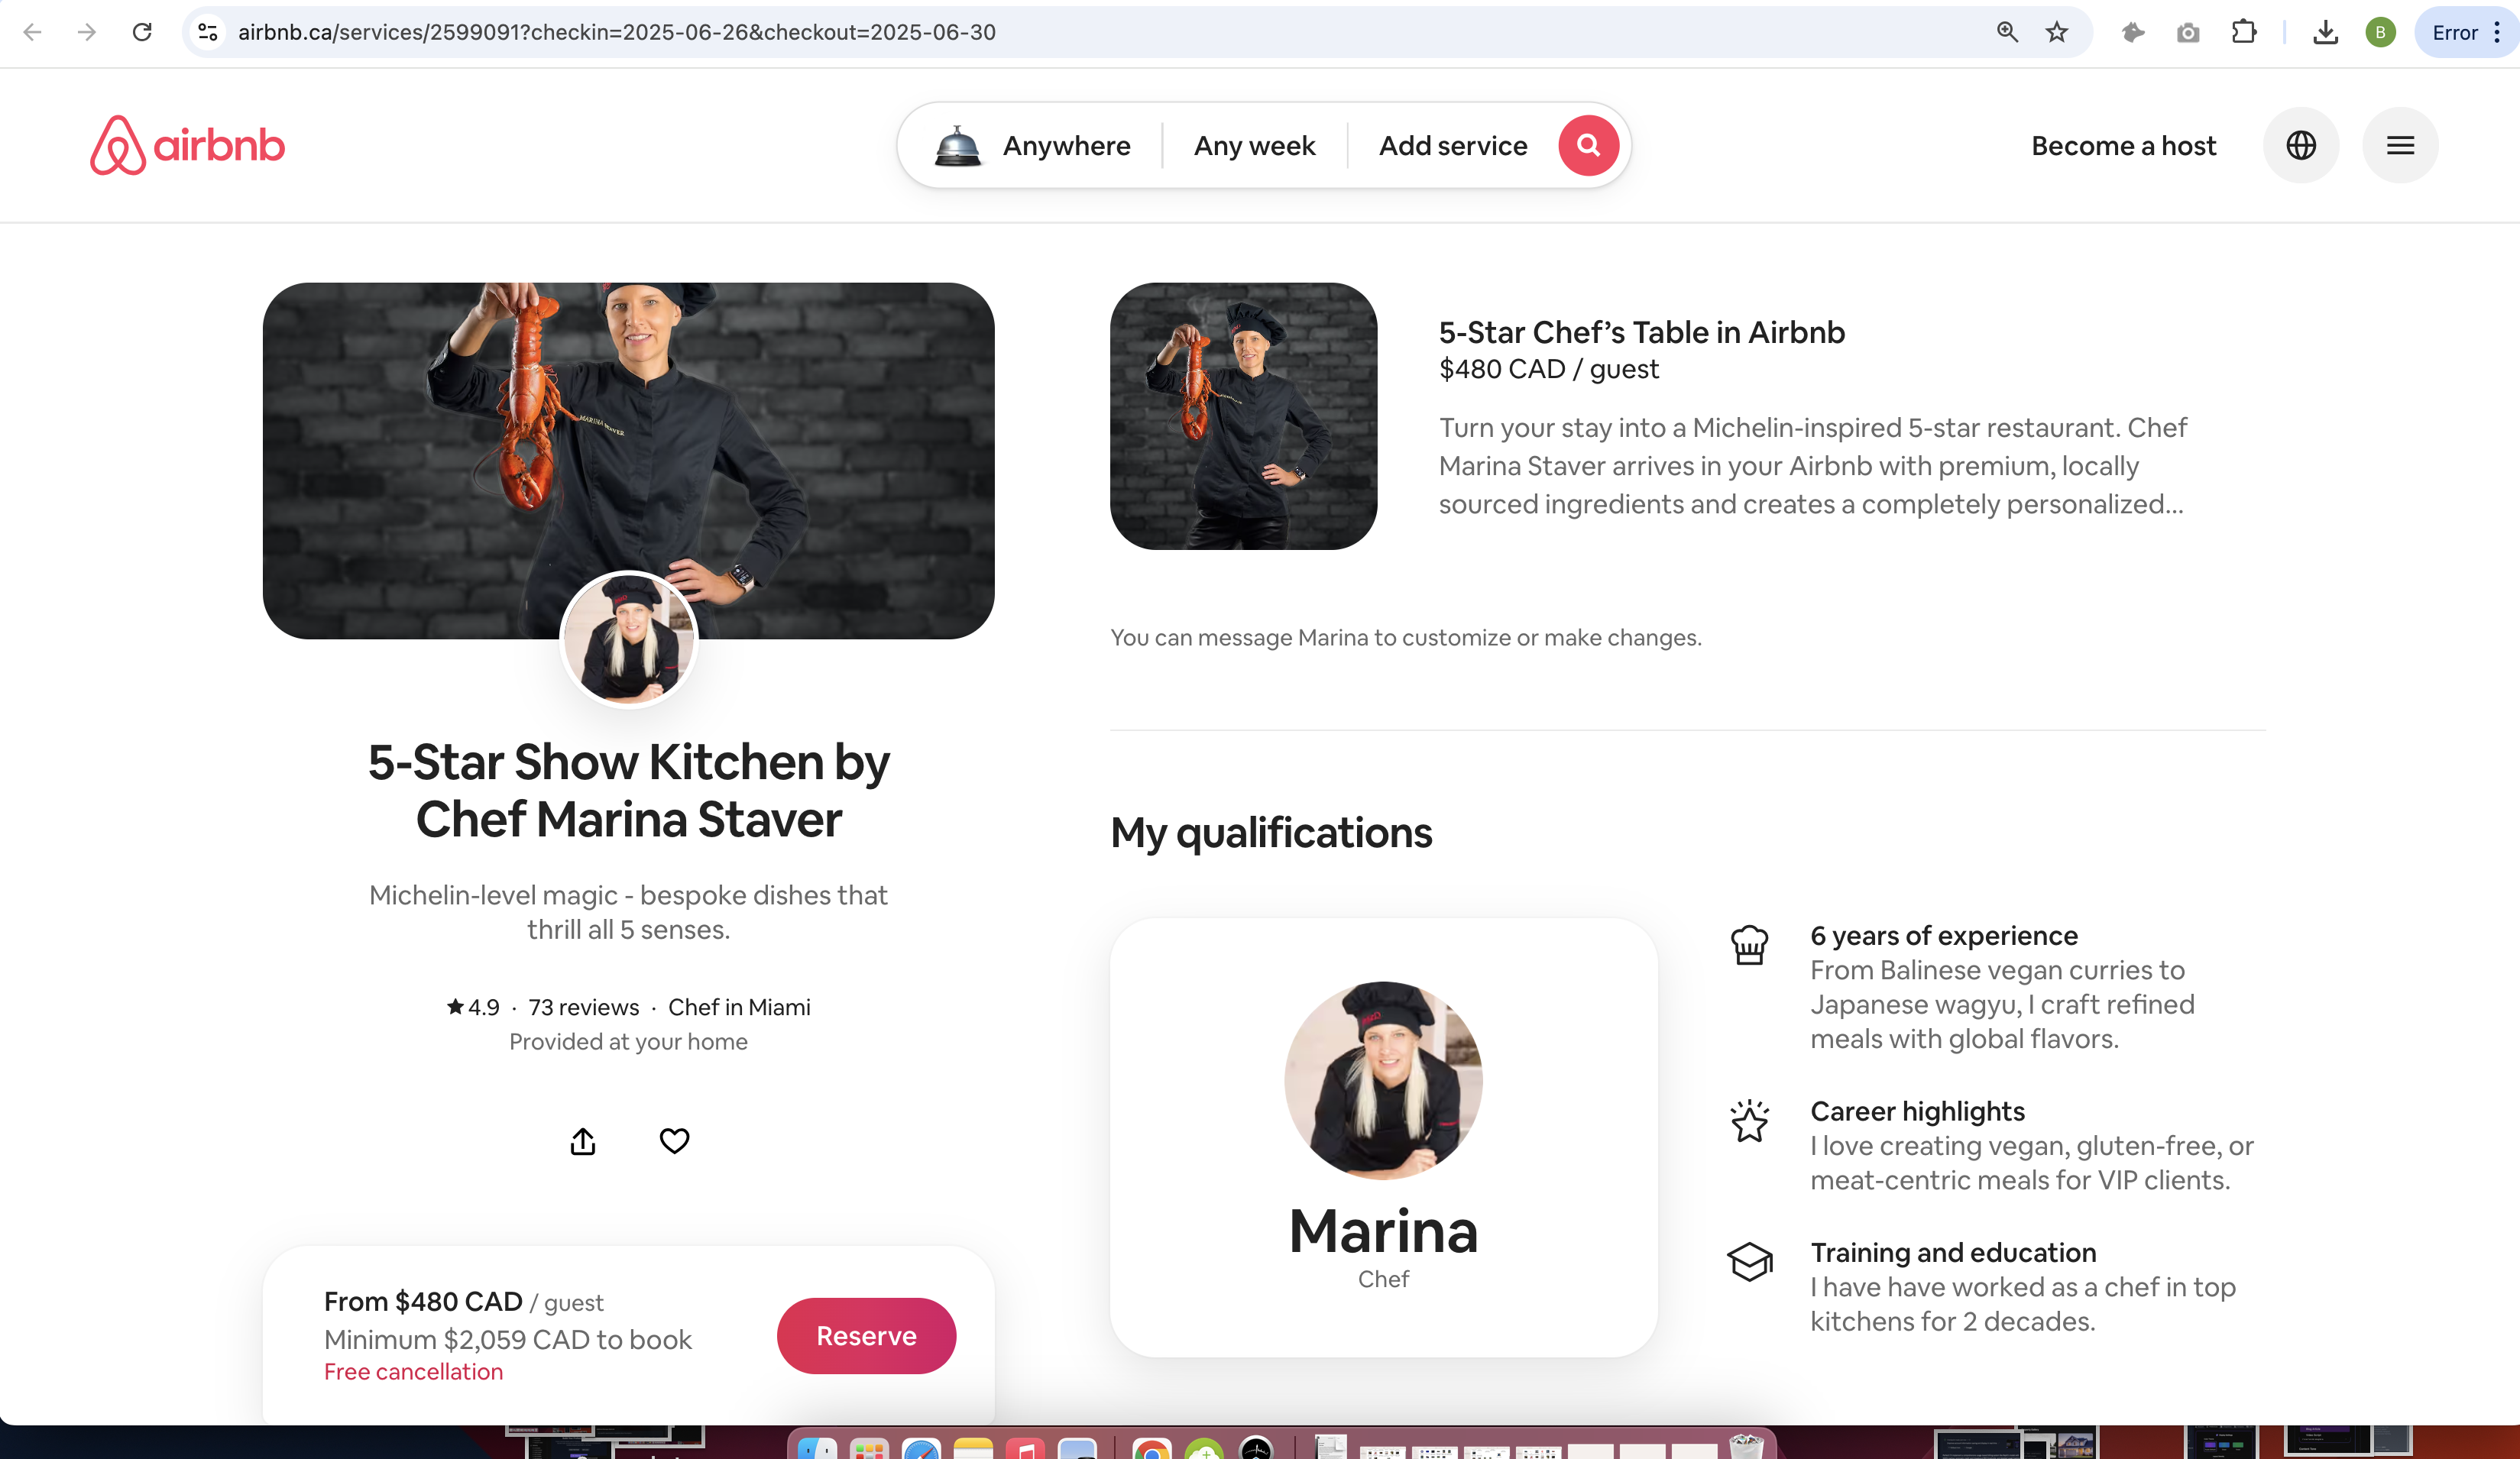 airbnb.ca/services/2599091?checkin=2025-06-26&checkout=2025-06-30
B
Error
airbnb
Anywhere
Any week
Add service
Become a host
MARINA STAVER
5-Star Show Kitchen by
Chef Marina Staver
Michelin-level magic - bespoke dishes that
thrill all 5 senses.
4.9 · 73 reviews · Chef in Miami
Provided at your home
From $480 CAD / guest
Minimum $2,059 CAD to book
Free cancellation
Reserve
5-Star Chef’s Table in Airbnb
$480 CAD / guest
Turn your stay into a Michelin-inspired 5-star restaurant. Chef
Marina Staver arrives in your Airbnb with premium, locally
sourced ingredients and creates a completely personalized...
You can message Marina to customize or make changes.
My qualifications
Marina
Chef
6 years of experience
From Balinese vegan curries to
Japanese wagyu, I craft refined
meals with global flavors.
Career highlights
I love creating vegan, gluten-free, or
meat-centric meals for VIP clients.
Training and education
I have have worked as a chef in top
kitchens for 2 decades.